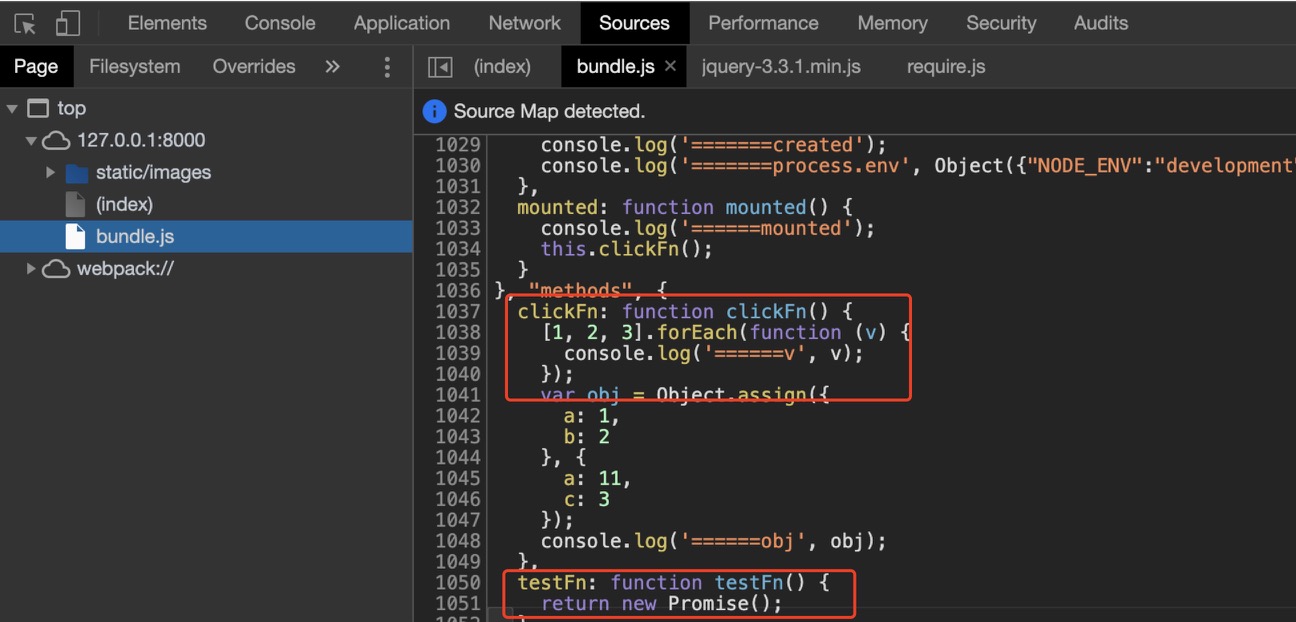 Elements Console Application Network Sources Performance Memory Security Audits
Page Filesystem Overrides » (index) bundle.js × jquery-3.3.1.min.js require.js
top
127.0.0.1:8000
static/images
(index)
bundle.js
webpack://
Source Map detected.
1029 console.log('=======created');
1030 console.log('=======process.env', Object({"NODE_ENV":"development"
1031 },
1032 mounted: function mounted() {
1033 console.log('======mounted');
1034 this.clickFn();
1035 }
1036 }, "methods", {
1037 clickFn: function clickFn() {
1038 [1, 2, 3].forEach(function (v) {
1039 console.log('======v', v);
1040 });
1041 var obj = Object.assign({
1042 a: 1,
1043 b: 2
1044 }, {
1045 a: 11,
1046 c: 3
1047 });
1048 console.log('======obj', obj);
1049 },
1050 testFn: function testFn() {
1051 return new Promise();